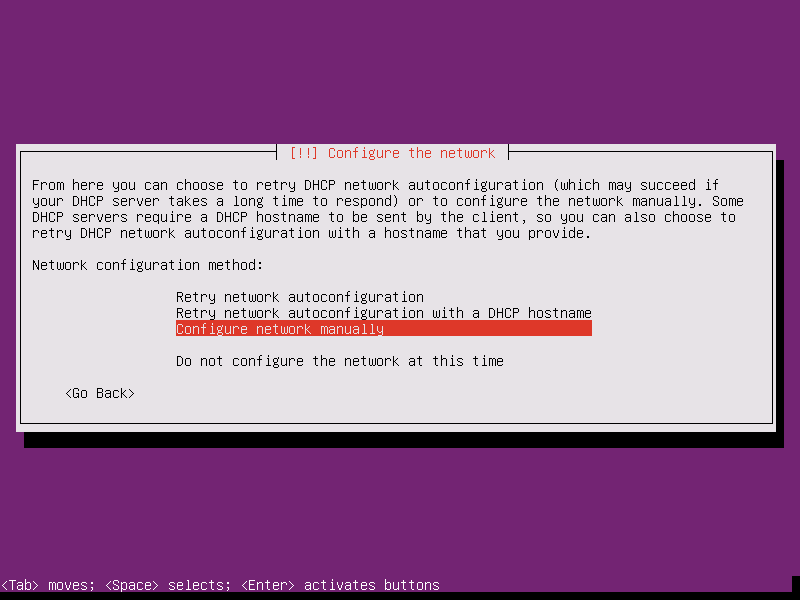 [!!] Configure the network
From here you can choose to retry DHCP network autoconfiguration (which may succeed if
your DHCP server takes a long time to respond) or to configure the network manually. Some
DHCP servers require a DHCP hostname to be sent by the client, so you can also choose to
retry DHCP network autoconfiguration with a hostname that you provide.
Network configuration method:
Retry network autoconfiguration
Retry network autoconfiguration with a DHCP hostname
Configure network manually
Do not configure the network at this time
<Go Back>
<Tab> moves; <Space> selects; <Enter> activates buttons